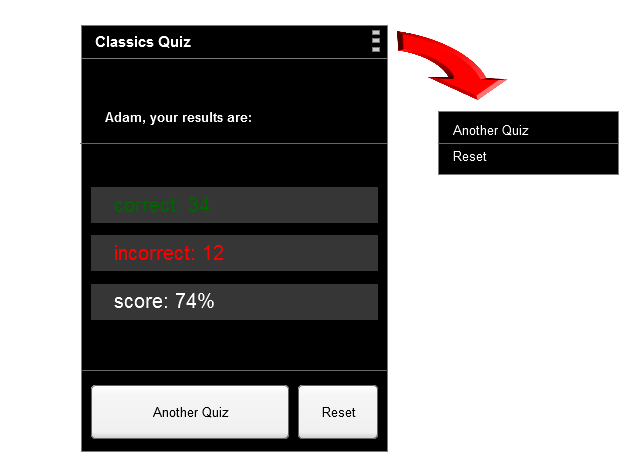 Classics Quiz
Adam, your results are:
correct: 34
incorrect: 12
score: 74%
Another Quiz
Reset
Another Quiz
Reset